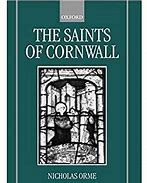 OXFORD
THE SAINTS
OF CORNWALL
NICHOLAS ORME